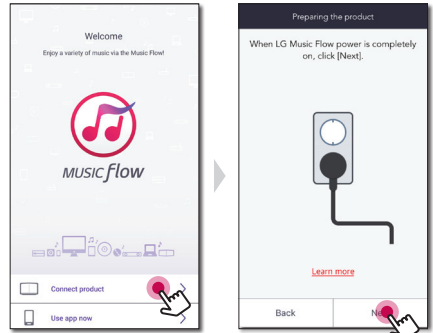 Welcome
Enjoy a variety of music via the Music Flow!
MUSIC flow
Connect product
Use app now
Preparing the product
When LG Music Flow power is completely
on, click [Next].
Learn more
Back